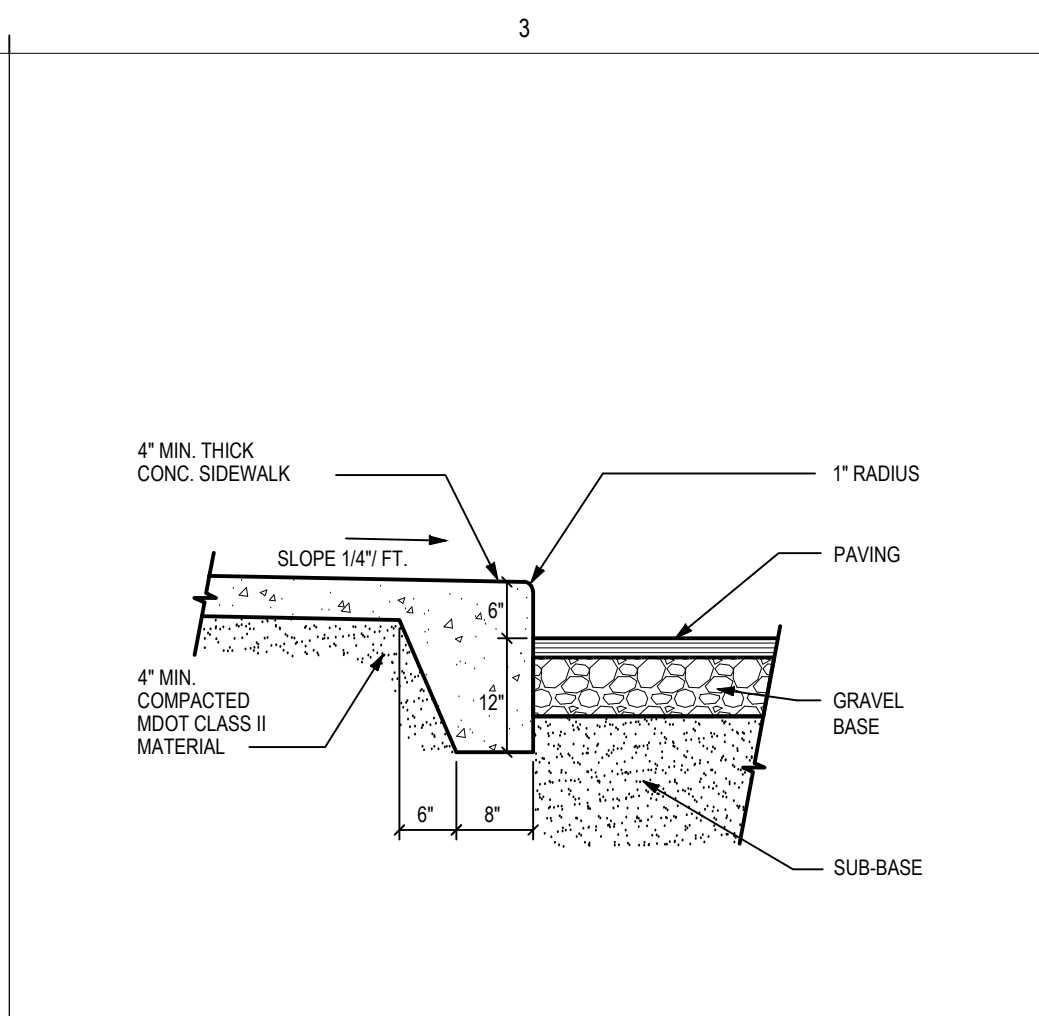 3
4" MIN. THICK
CONC. SIDEWALK
1" RADIUS
SLOPE 1/4"/ FT.
PAVING
6"
4" MIN.
COMPACTED
MDOT CLASS II
MATERIAL
12"
GRAVEL
BASE
6"
8"
SUB-BASE